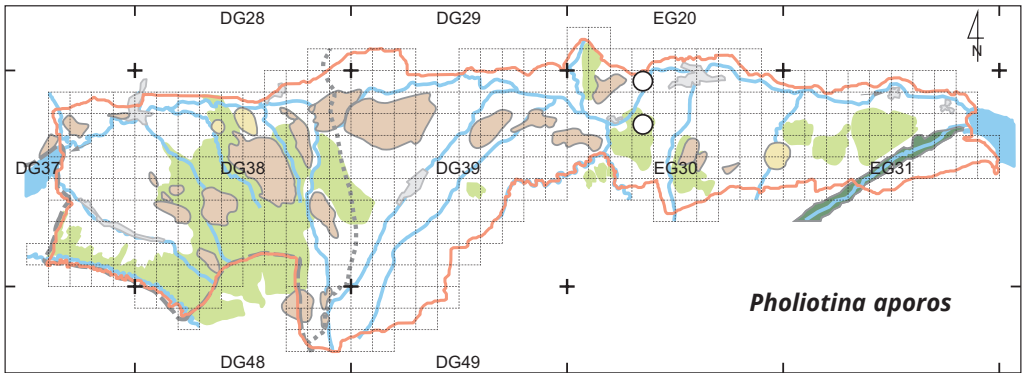 DG28 DG29 EG20
N
DG37 DG38 DG39 EG30 EG31
Pholiotina aporos
DG48 DG49